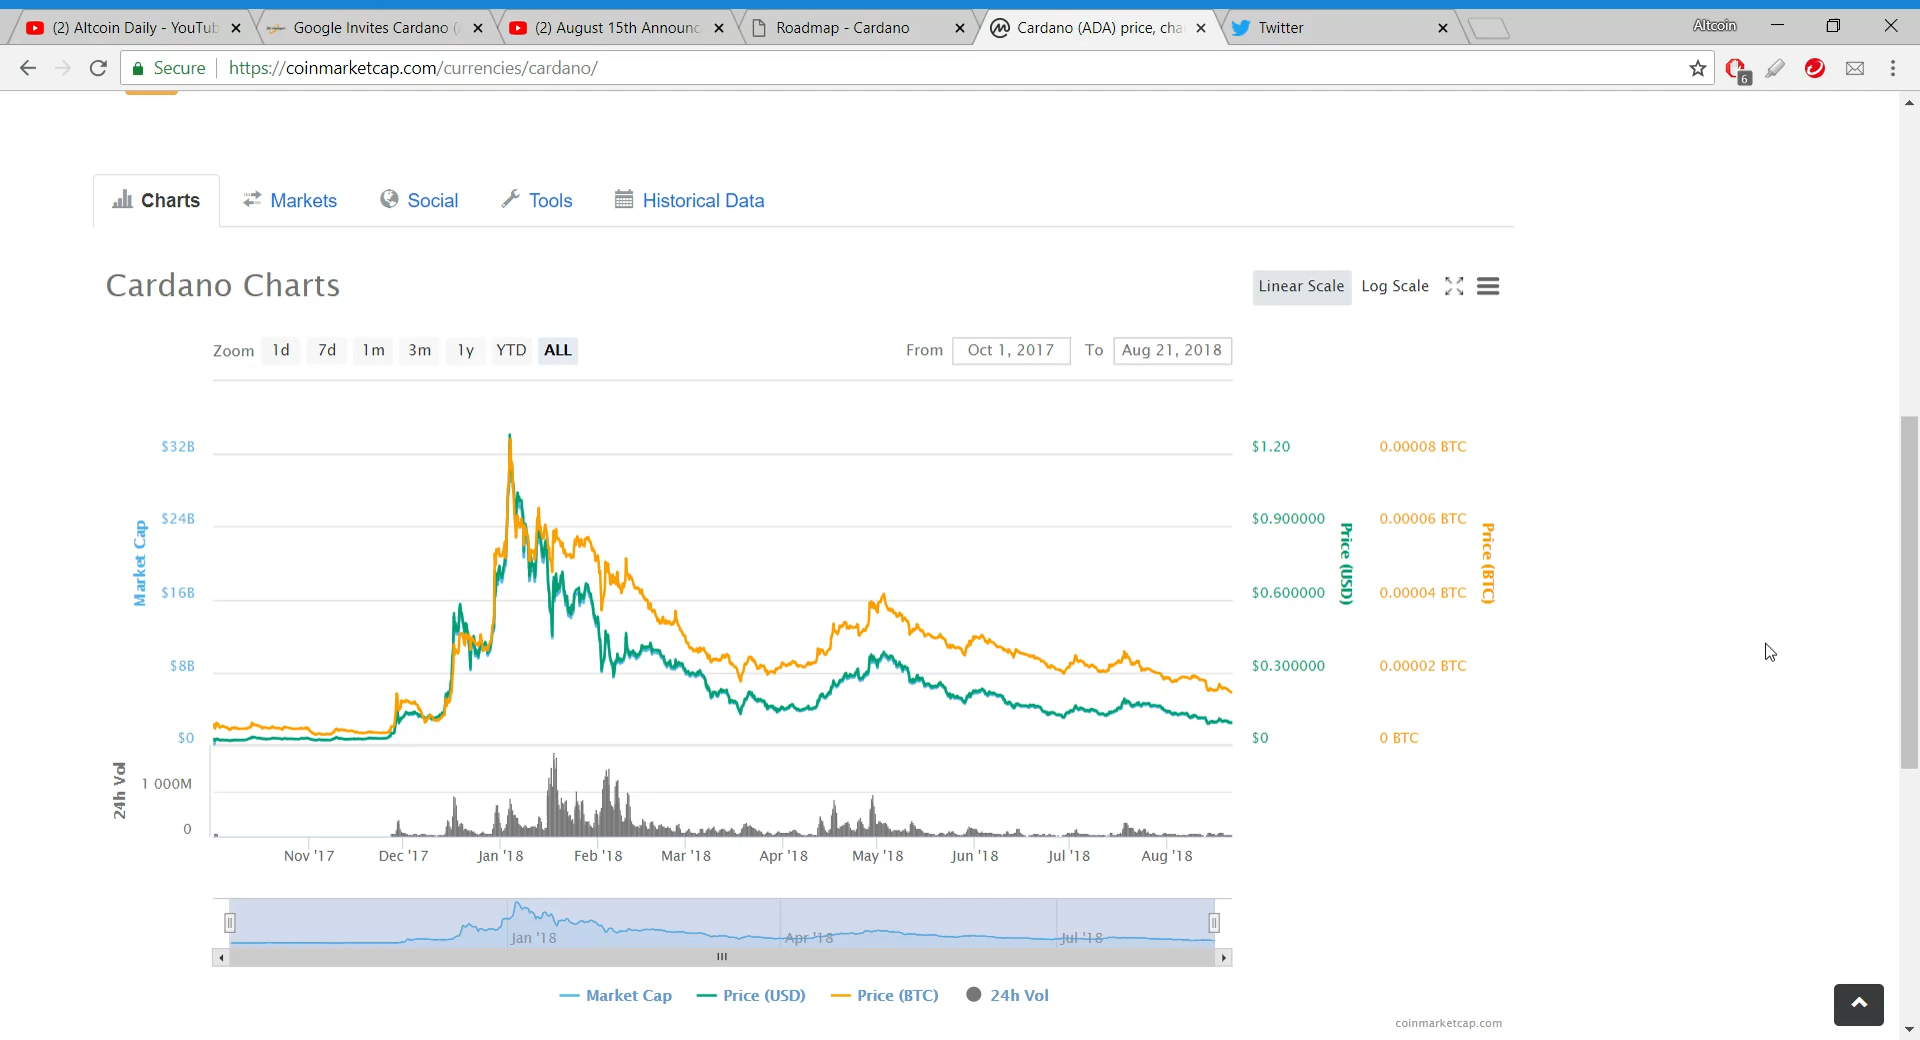 (2) Altcoin Daily - YouTub
Google Invites Cardano (
(2) August 15th Announc
Roadmap - Cardano
Cardano (ADA) price, cha
Twitter
Altcoin
Secure
https://coinmarketcap.com/currencies/cardano/
6
Charts
Markets
Social
Tools
Historical Data
Cardano Charts
Linear Scale
Log Scale
Zoom 1d 7d 1m 3m 1y YTD ALL
From Oct 1, 2017 To Aug 21, 2018
$32B
$24B
$16B
$8B
$0
Market Cap
$1.20
$0.900000
$0.600000
$0.300000
$0
Price (USD)
0.00008 BTC
0.00006 BTC
0.00004 BTC
0.00002 BTC
0 BTC
Price (BTC)
24h Vol
1 000M
0
Nov '17 Dec '17 Jan '18 Feb '18 Mar '18 Apr '18 May '18 Jun '18 Jul '18 Aug '18
Jan '18 Apr '18 Jul '18
Market Cap Price (USD) Price (BTC) 24h Vol
coinmarketcap.com